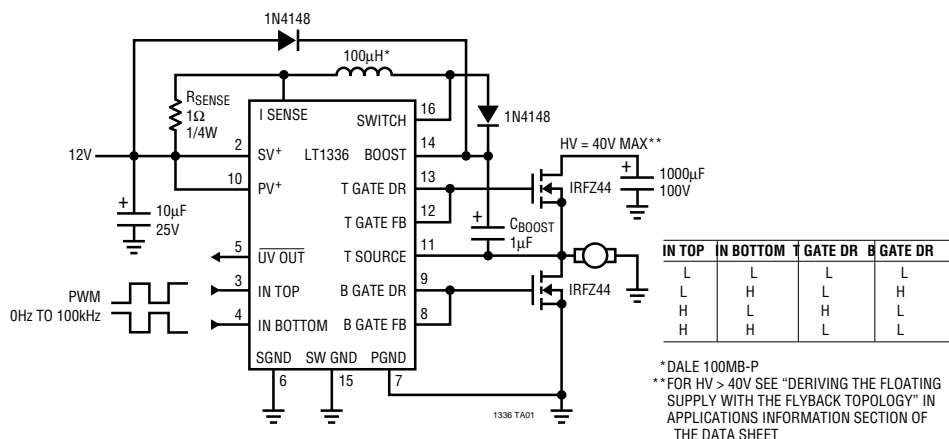 1N4148
100µH*
RSENSE
1Ω
1/4W
I SENSE
SWITCH
16
1N4148
12V
2
SV+
LT1336
BOOST
14
HV = 40V MAX**
10
PV+
T GATE DR
13
IRFZ44
+
1000µF
100V
+
10µF
25V
T GATE FB
12
+
CBOOST
1µF
5
UV OUT
T SOURCE
11
PWM
0Hz TO 100kHz
3
IN TOP
B GATE DR
9
IRFZ44
4
IN BOTTOM
B GATE FB
8
SGND
SW GND
PGND
6
15
7
1336 TA01
IN TOP IN BOTTOM T GATE DR B GATE DR
L L L L
L H L H
H L H L
H H L L
*DALE 100MB-P
**FOR HV > 40V SEE “DERIVING THE FLOATING
SUPPLY WITH THE FLYBACK TOPOLOGY” IN
APPLICATIONS INFORMATION SECTION OF
THE DATA SHEET